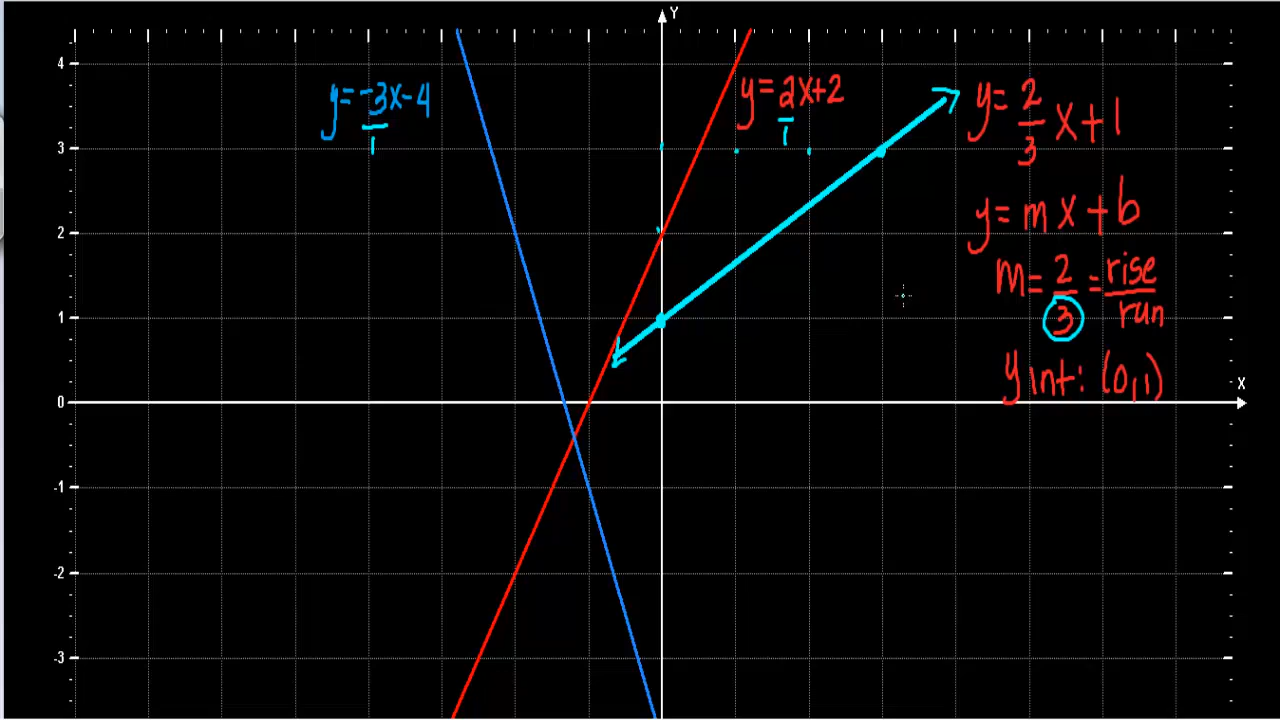 Y
4
3
2
1
0
-1
-2
-3
X
y=-3x-4
1
y=2x+2
1
y=2/3x+1
y=mx+b
m=2/3=rise/run
y int: (0,1)